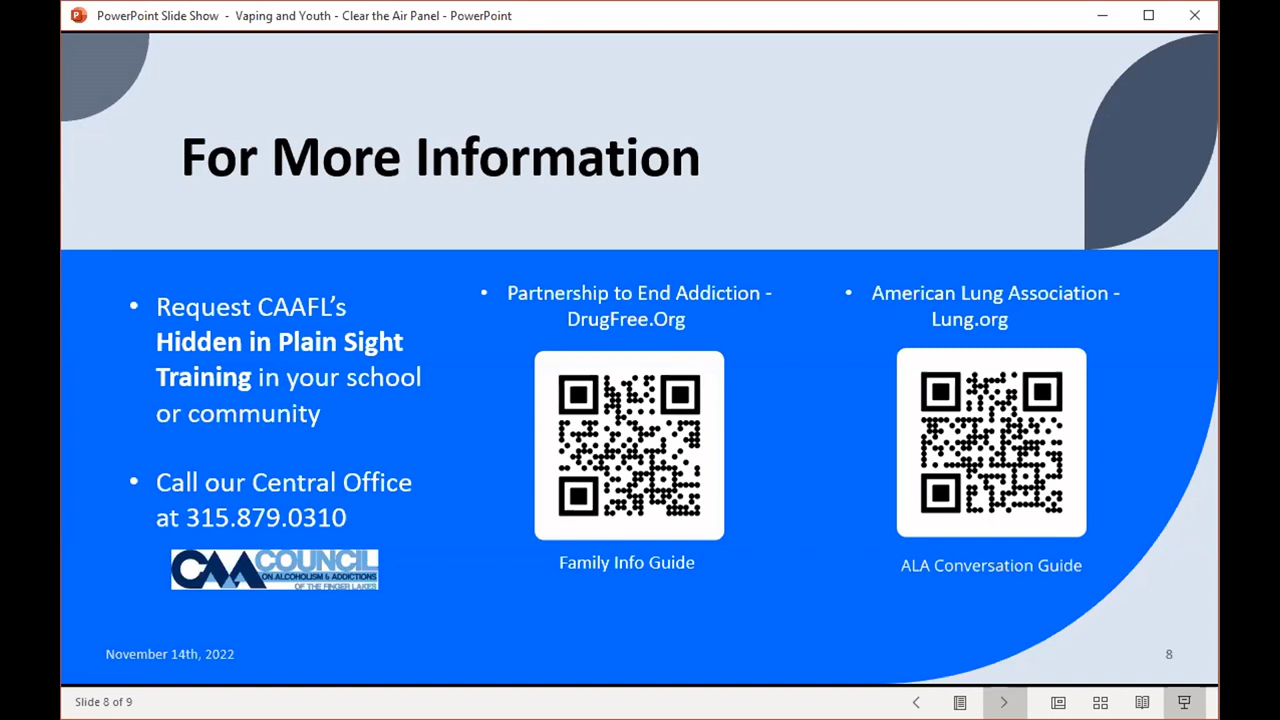 PowerPoint Slide Show - Vaping and Youth - Clear the Air Panel - PowerPoint
For More Information
• Request CAAFL's
Hidden in Plain Sight
Training in your school
or community
• Call our Central Office
at 315.879.0310
CAA COUNCIL
ON ALCOHOLISM & ADDICTIONS
OF THE FINGER LAKES
• Partnership to End Addiction -
DrugFree.Org
Family Info Guide
• American Lung Association -
Lung.org
ALA Conversation Guide
November 14th, 2022
8
Slide 8 of 9